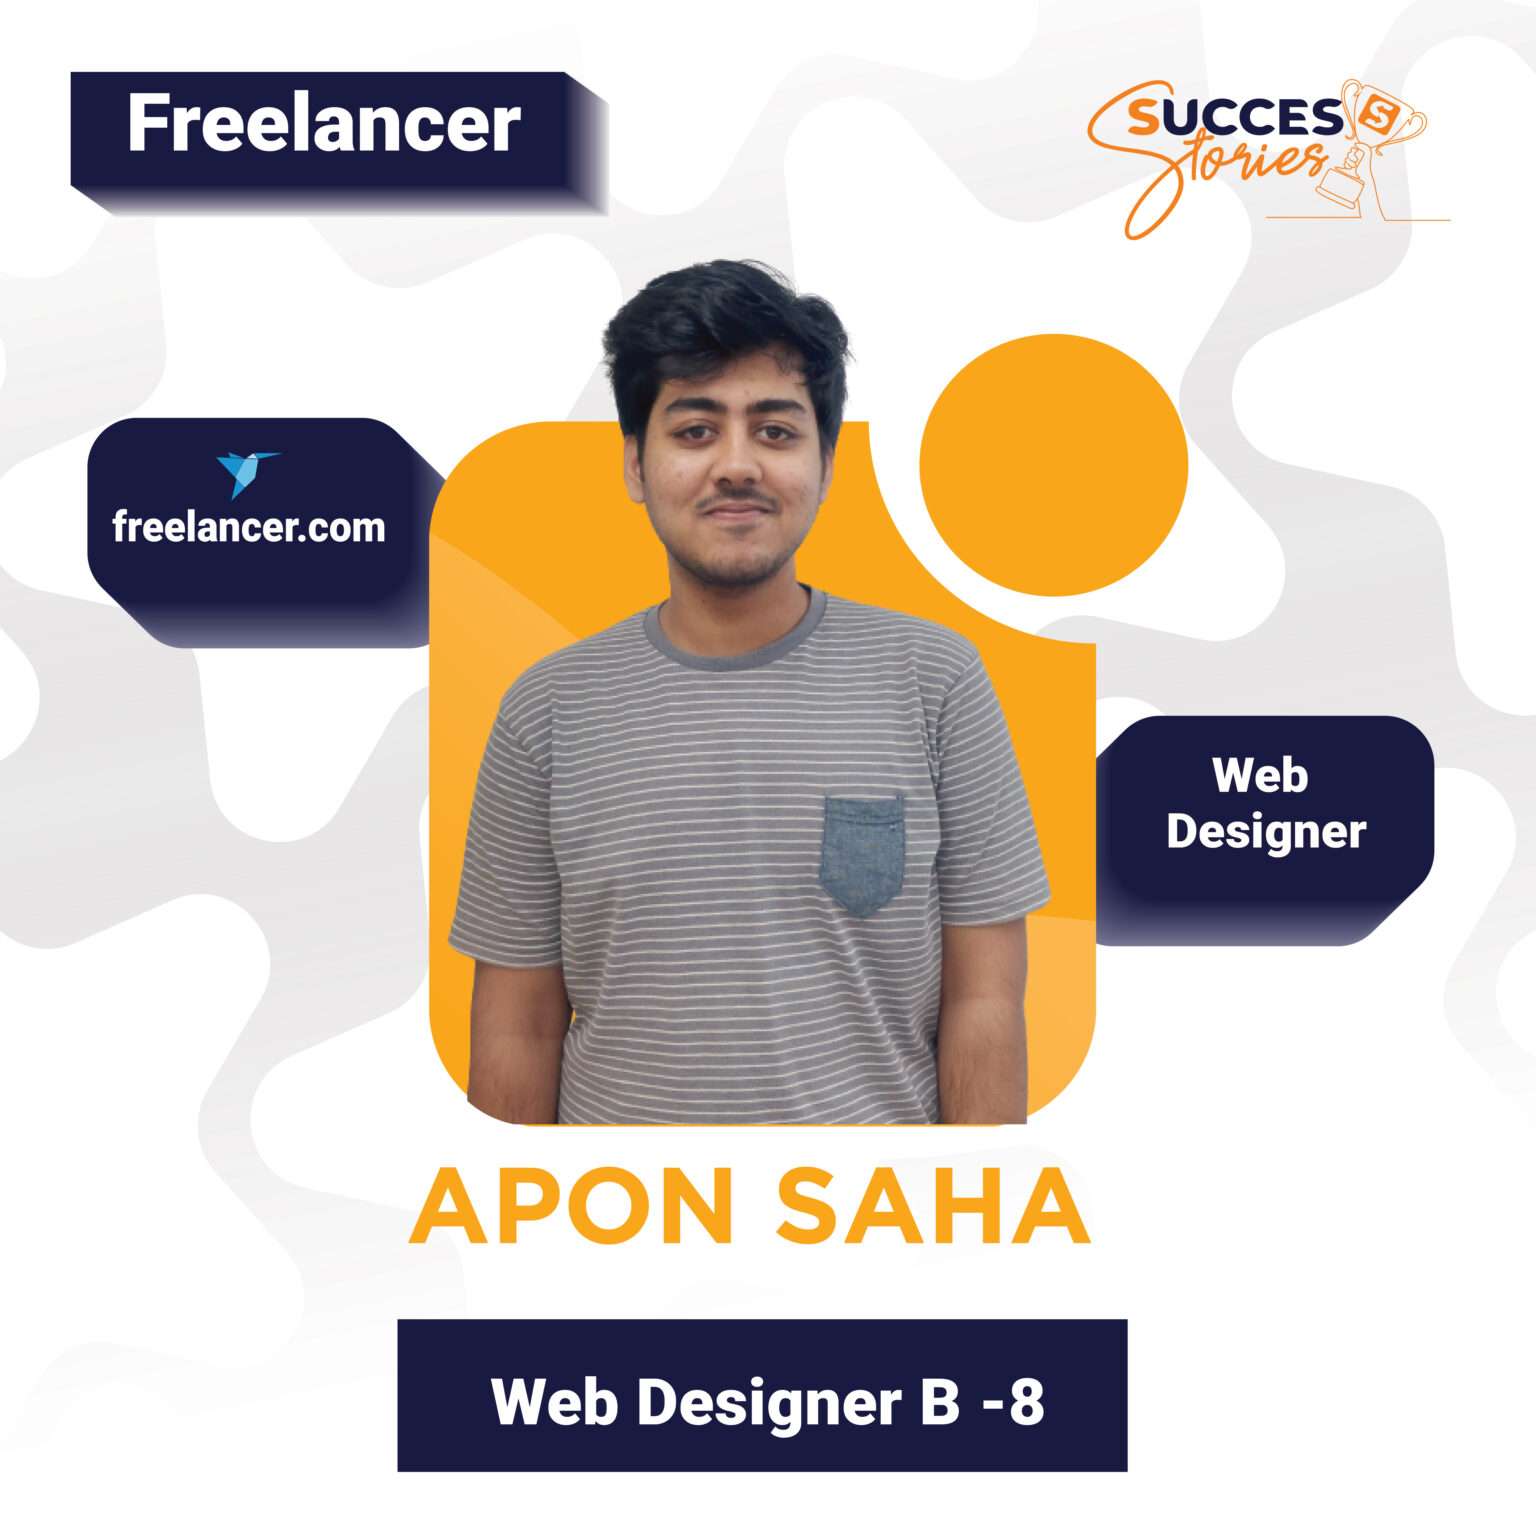 Freelancer
SUCCESS
Stories
freelancer.com
Web
Designer
APON SAHA
Web Designer B -8